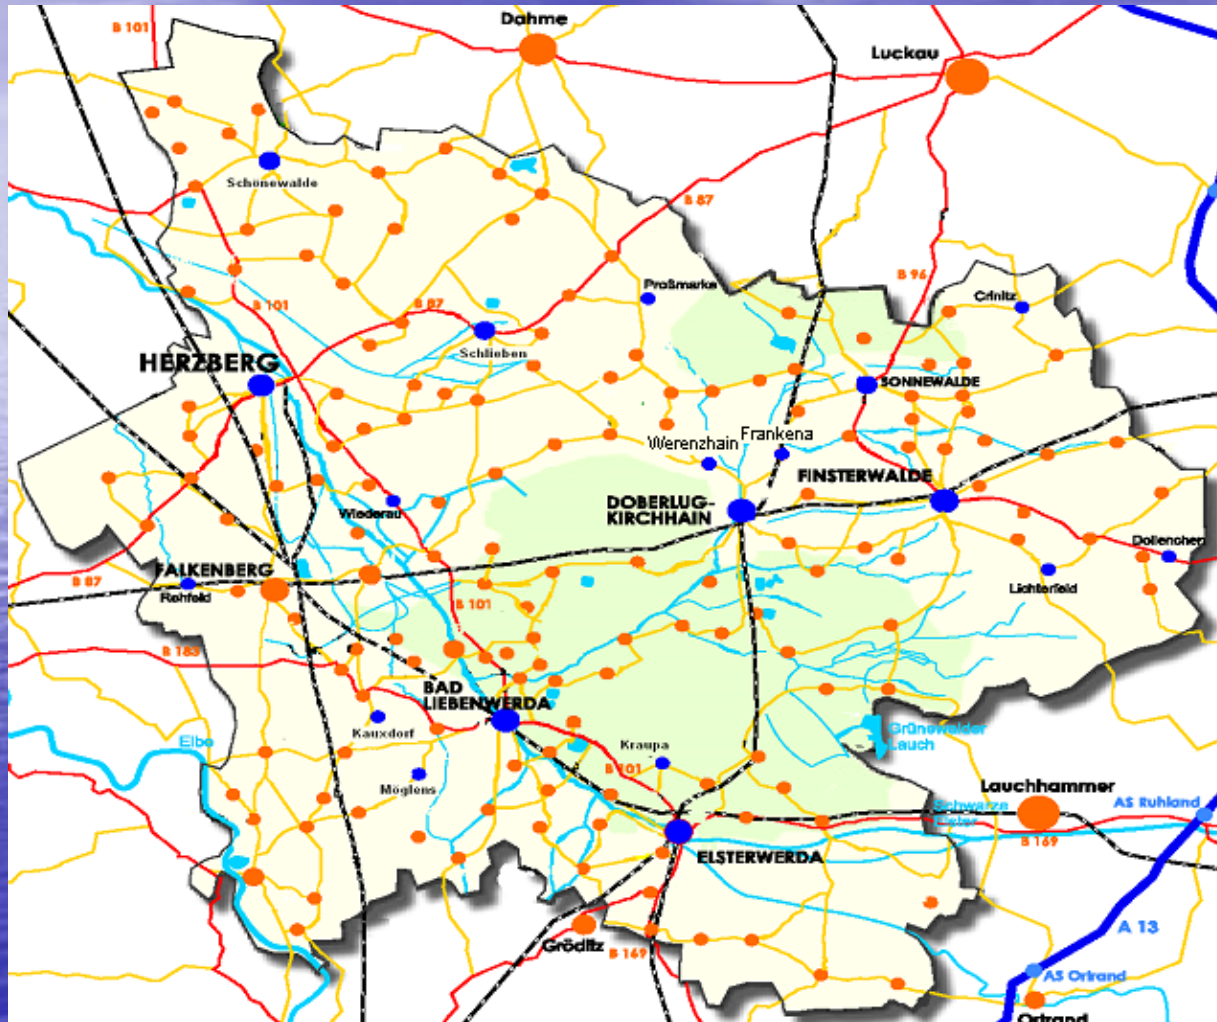 Dahme
B 101
Luckau
Schönewalde
B 87
B 96
Proßmarke
Crinitz
B 101
B 87
Schlieben
HERZBERG
SONNEWALDE
Werenzhain
Frankena
FINSTERWALDE
DOBERLUG-
KIRCHHAIN
Wiederau
Dollenchen
FALKENBERG
B 87
Rehfeld
Lichterfeld
B 101
B 183
BAD
LIEBENWERDA
Kauxdorf
Elbe
Grünewalder
Lauch
Kraupa
B 101
Möglens
Lauchhammer
AS Ruhland
Schwarze
Elster
B 169
ELSTERWERDA
A 13
Gröditz
B 169
AS Ortrand
Ortrand